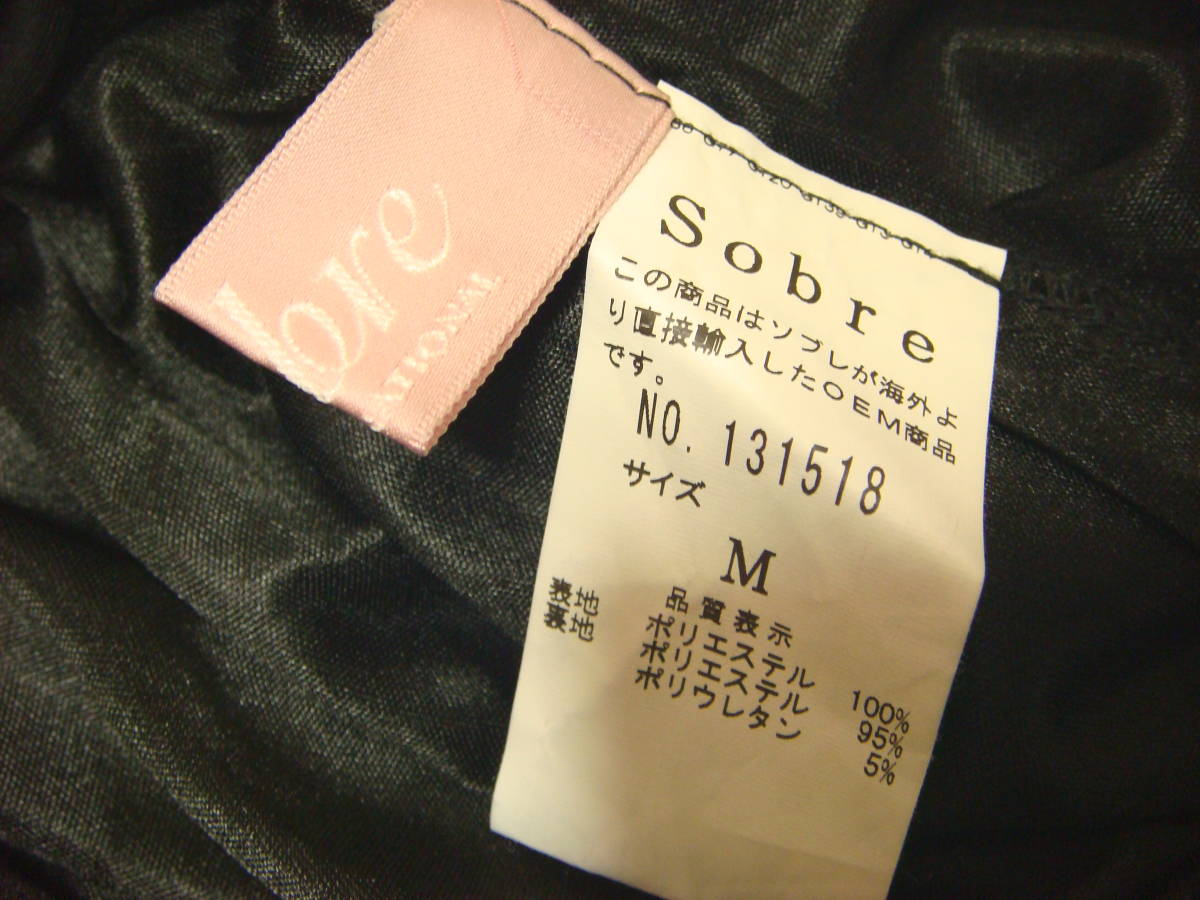 bre
ATIONAL
Sobre
この商品はソブレが海外よ
り直接輸入したOEM商品
です。
NO. 131518
サイズ
M
品質表示
表地 ポリエステル 100%
裏地 ポリエステル 95%
ポリウレタン 5%